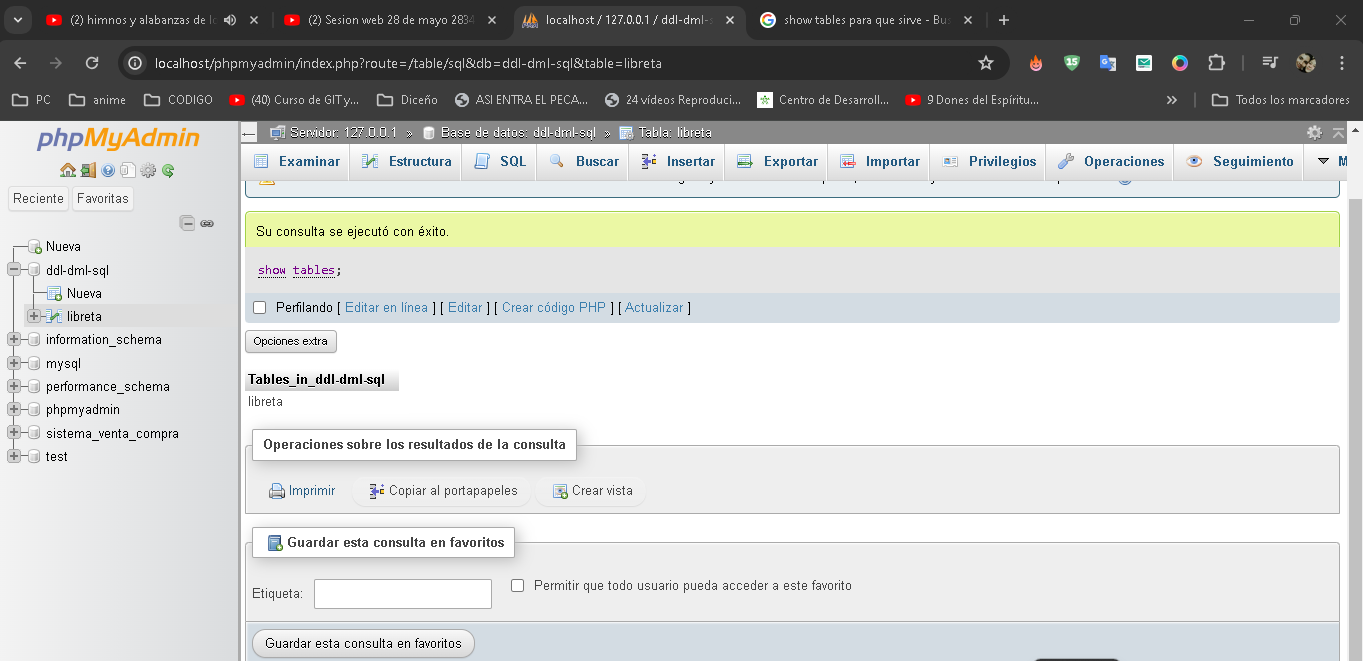 (2) himnos y alabanzas de lo
(2) Sesion web 28 de mayo 2834
localhost / 127.0.0.1 / ddl-dml-s
show tables para que sirve - Bus
localhost/phpmyadmin/index.php?route=/table/sql&db=ddl-dml-sql&table=libreta
15
PC
anime
CODIGO
(40) Curso de GIT y...
Diceño
ASI ENTRA EL PECA...
24 vídeos Reproduci...
Centro de Desarroll...
9 Dones del Espíritu...
Todos los marcadores
phpMyAdmin
Reciente
Favoritas
Nueva
ddl-dml-sql
Nueva
libreta
information_schema
mysql
performance_schema
phpmyadmin
sistema_venta_compra
test
Servidor: 127.0.0.1 » Base de datos: ddl-dml-sql » Tabla: libreta
Examinar
Estructura
SQL
Buscar
Insertar
Exportar
Importar
Privilegios
Operaciones
Seguimiento
M
Su consulta se ejecutó con éxito.
show tables;
Perfilando [ Editar en línea ] [ Editar ] [ Crear código PHP ] [ Actualizar ]
Opciones extra
Tables_in_ddl-dml-sql
libreta
Operaciones sobre los resultados de la consulta
Imprimir
Copiar al portapapeles
Crear vista
Guardar esta consulta en favoritos
Etiqueta:
Permitir que todo usuario pueda acceder a este favorito
Guardar esta consulta en favoritos